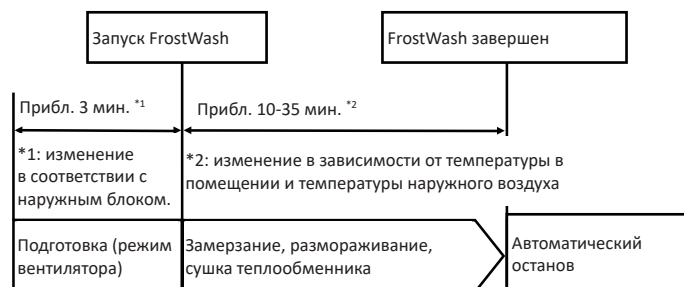 Запуск FrostWash
FrostWash завершен
Прибл. 3 мин. *1
Прибл. 10-35 мин. *2
*1: изменение
в соответствии с
наружным блоком.
*2: изменение в зависимости от температуры в
помещении и температуры наружного воздуха
Подготовка (режим
вентилятора)
Замерзание, размораживание,
сушка теплообменника
Автоматический
останов